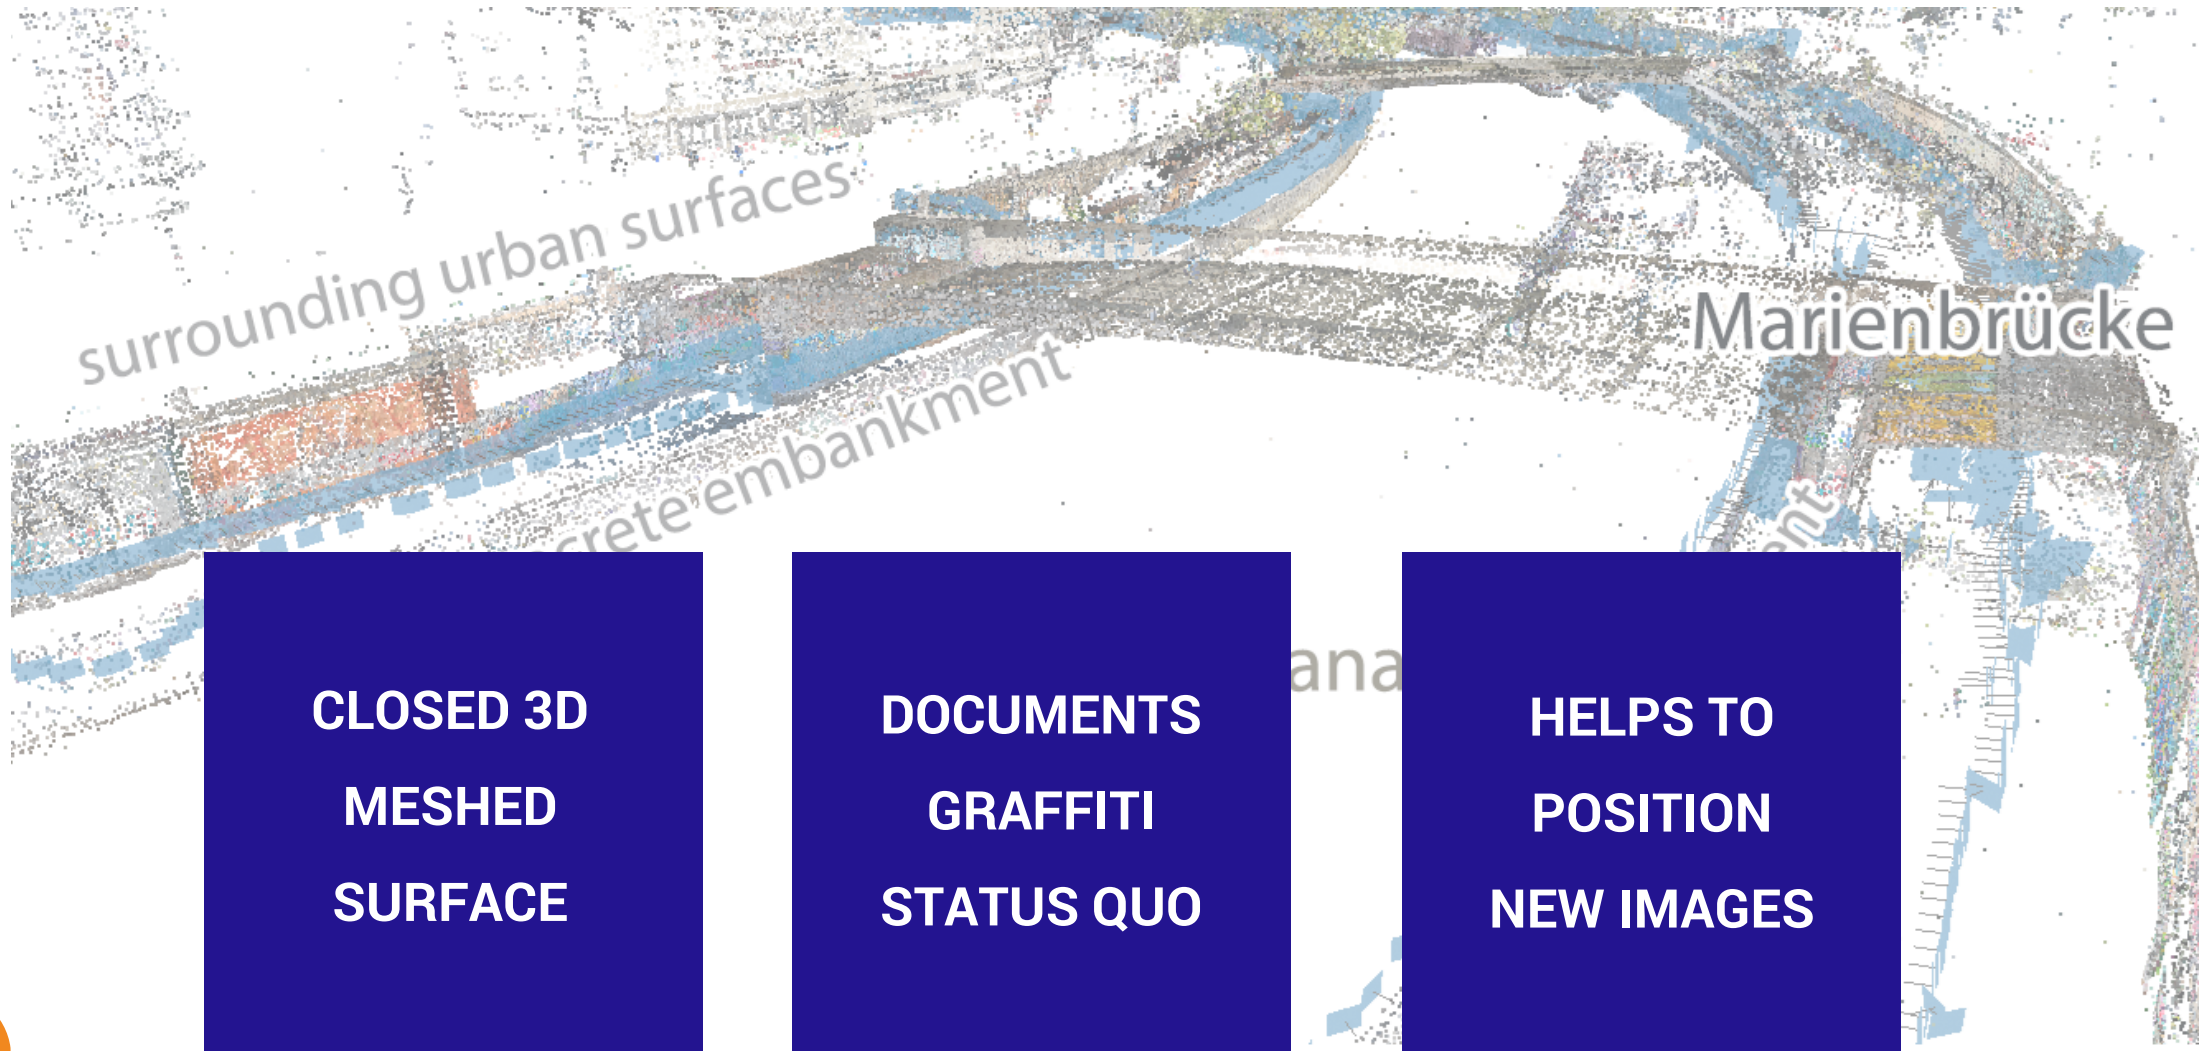 surrounding urban surfaces
Marienbrücke
embankment
CLOSED 3D
MESHED
SURFACE
DOCUMENTS
GRAFFITI
STATUS QUO
HELPS TO
POSITION
NEW IMAGES